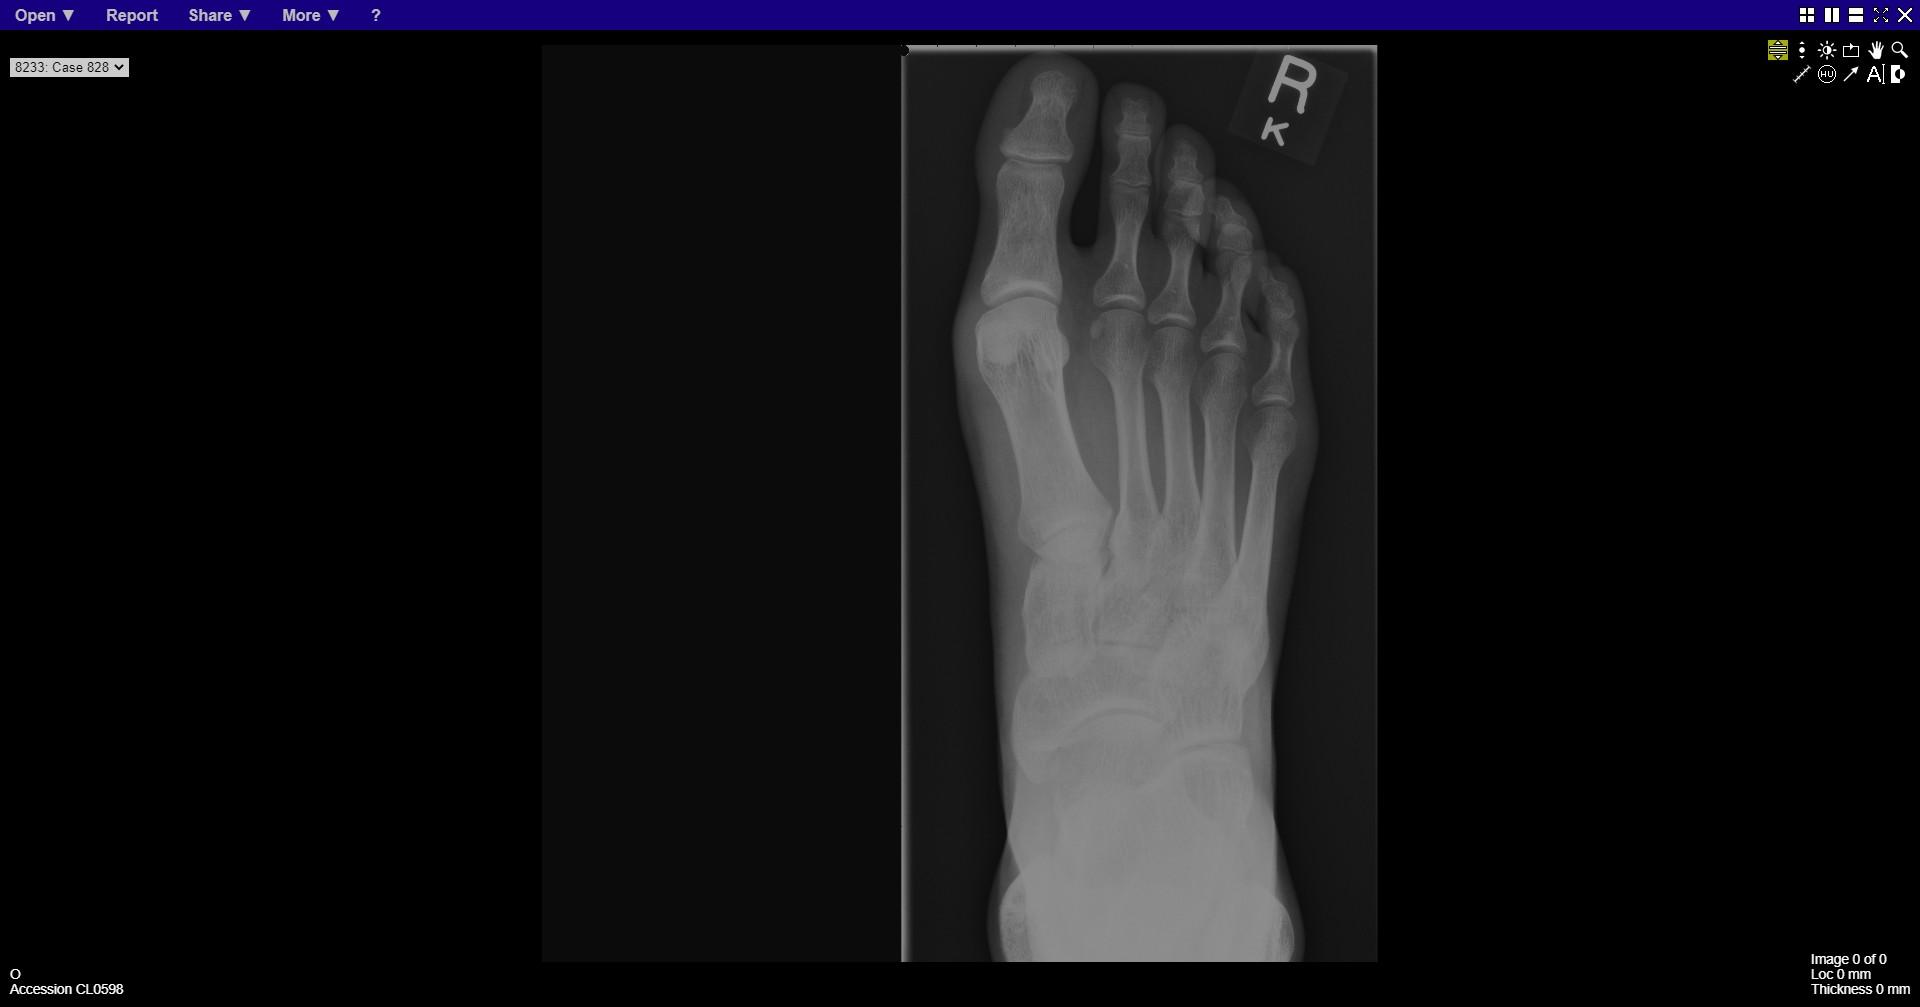 Open ▼ Report Share ▼ More ▼ ?
8233: Case 828
HU
A
R
K
O
Accession CL0598
Image 0 of 0
Loc 0 mm
Thickness 0 mm